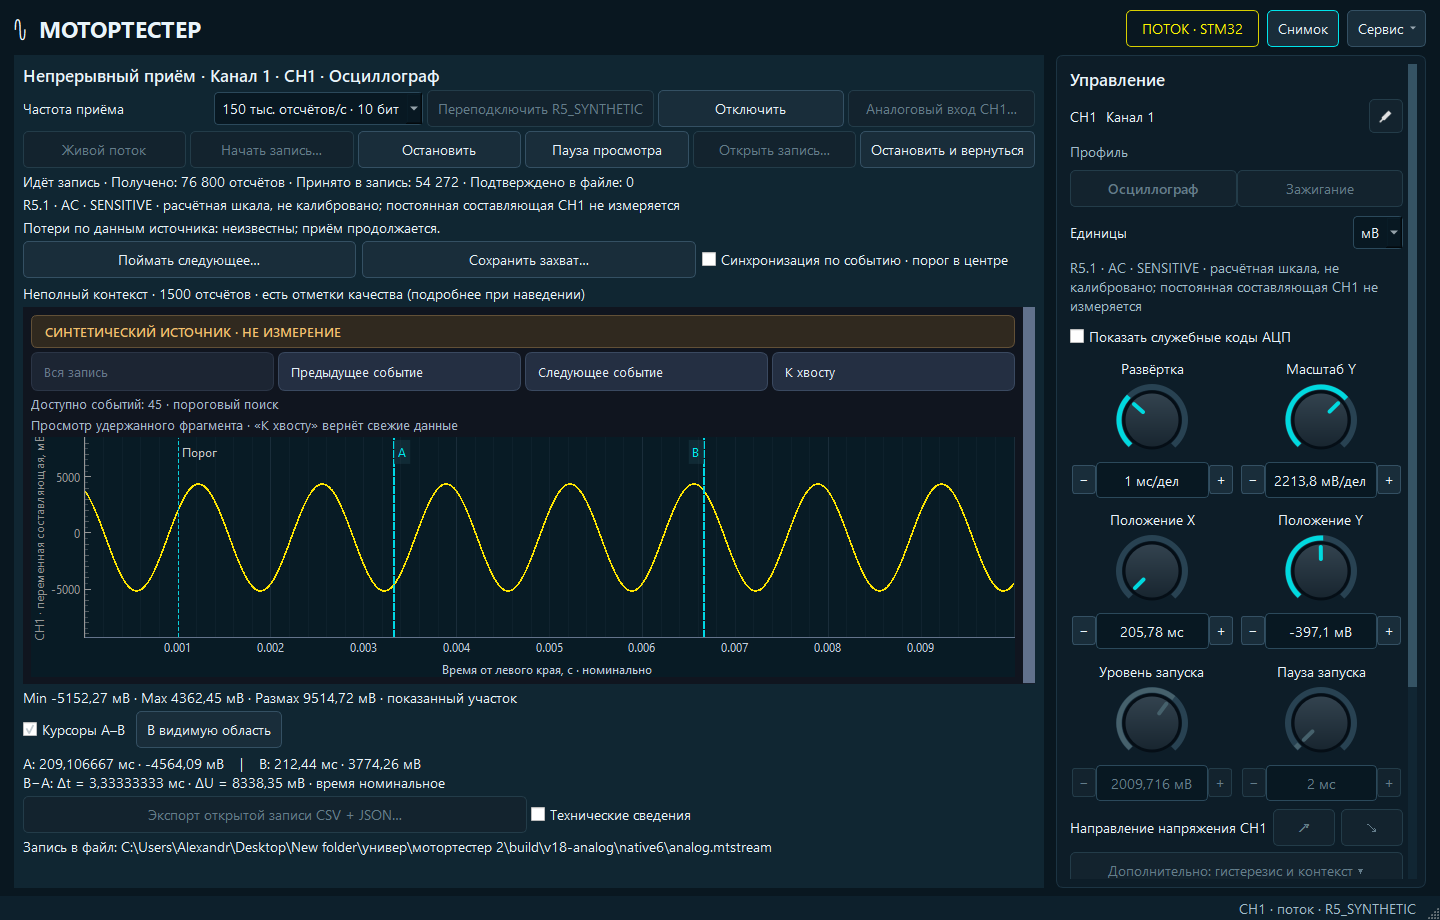 МОТОРТЕСТЕР
ПОТОК · STM32
Снимок
Сервис
Непрерывный приём · Канал 1 · CH1 · Осциллограф
Частота приёма
150 тыс. отсчётов/с · 10 бит
Переподключить R5_SYNTHETIC
Отключить
Аналоговый вход CH1...
Живой поток
Начать запись...
Остановить
Пауза просмотра
Открыть запись...
Остановить и вернуться
Идёт запись · Получено: 76 800 отсчётов · Принято в запись: 54 272 · Подтверждено в файле: 0
R5.1 · AC · SENSITIVE · расчётная шкала, не калибровано; постоянная составляющая CH1 не измеряется
Потери по данным источника: неизвестны; приём продолжается.
Поймать следующее...
Сохранить захват...
Синхронизация по событию · порог в центре
Неполный контекст · 1500 отсчётов · есть отметки качества (подробнее при наведении)
СИНТЕТИЧЕСКИЙ ИСТОЧНИК · НЕ ИЗМЕРЕНИЕ
Вся запись
Предыдущее событие
Следующее событие
К хвосту
Доступно событий: 45 · пороговый поиск
Просмотр удержанного фрагмента · «К хвосту» вернёт свежие данные
CH1 · переменная составляющая, мВ
5000
0
-5000
Порог
A
B
0.001
0.002
0.003
0.004
0.005
0.006
0.007
0.008
0.009
Время от левого края, с · номинально
Min -5152,27 мВ · Max 4362,45 мВ · Размах 9514,72 мВ · показанный участок
Курсоры A–B
В видимую область
A: 209,106667 мс · -4564,09 мВ | B: 212,44 мс · 3774,26 мВ
B−A: Δt = 3,33333333 мс · ΔU = 8338,35 мВ · время номинальное
Экспорт открытой записи CSV + JSON...
Технические сведения
Запись в файл: C:\Users\Alexandr\Desktop\New folder\универ\мотортестер 2\build\v18-analog\native6\analog.mtstream
Управление
CH1 Канал 1
Профиль
Осциллограф
Зажигание
Единицы
мВ
R5.1 · AC · SENSITIVE · расчётная шкала, не
калибровано; постоянная составляющая CH1 не
измеряется
Показать служебные коды АЦП
Развёртка
Масштаб Y
− 1 мс/дел +
− 2213,8 мВ/дел +
Положение X
Положение Y
− 205,78 мс +
− -397,1 мВ +
Уровень запуска
Пауза запуска
− 2009,716 мВ +
− 2 мс +
Направление напряжения CH1
Дополнительно: гистерезис и контекст
CH1 · поток · R5_SYNTHETIC